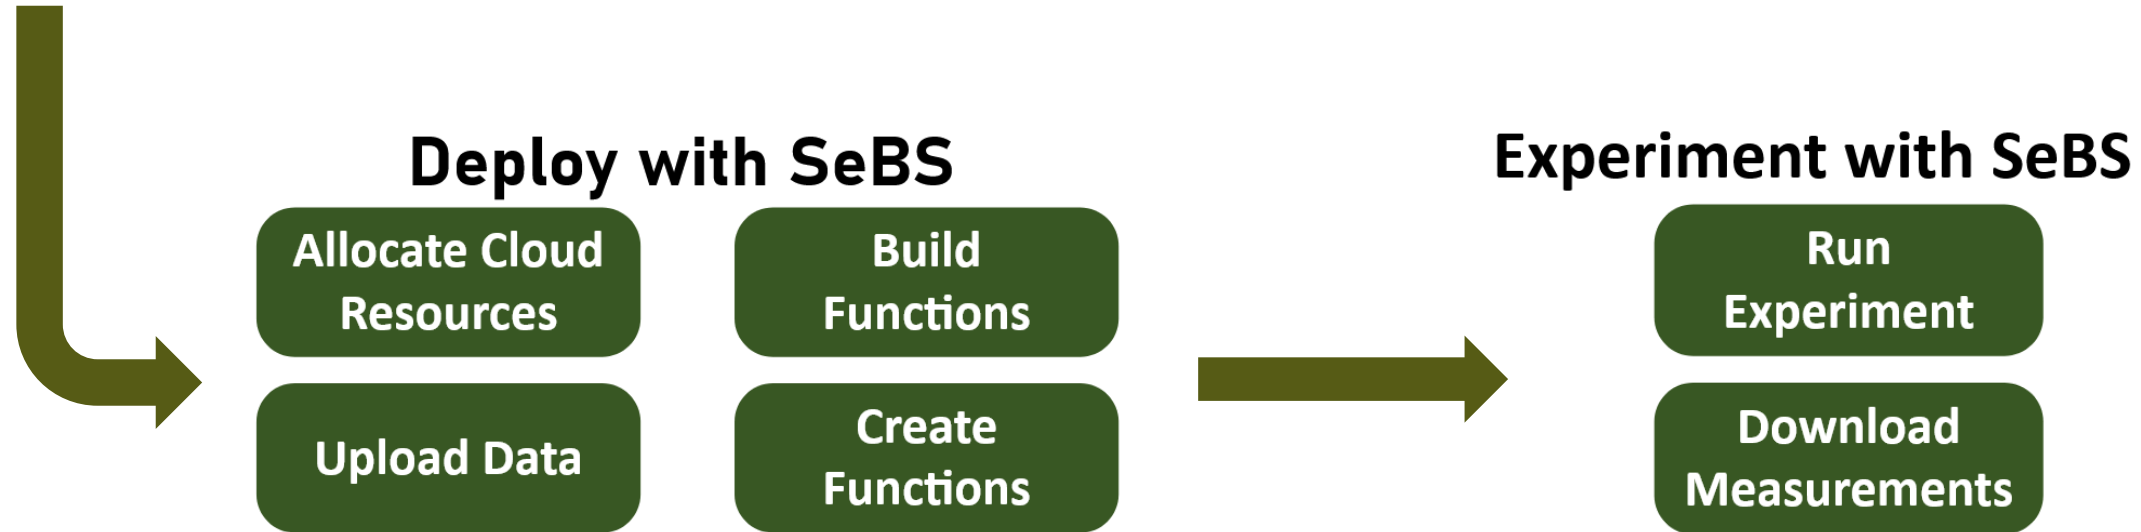 Deploy with SeBS
Allocate Cloud
Resources
Build
Functions
Upload Data
Create
Functions
Experiment with SeBS
Run
Experiment
Download
Measurements